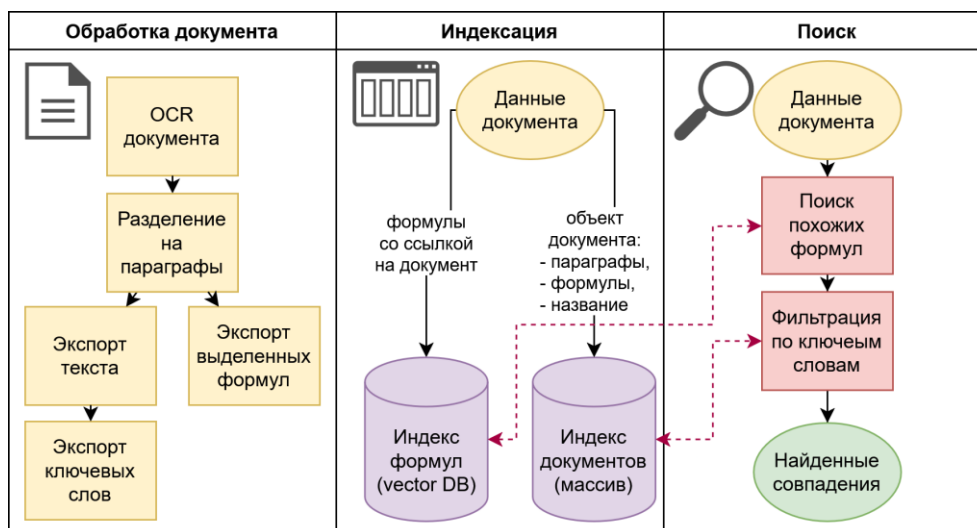 Обработка документа
OCR
документа
Разделение
на
параграфы
Экспорт
текста
Экспорт
выделенных
формул
Экспорт
ключевых
слов
Индексация
Данные
документа
формулы
со ссылкой
на документ
объект
документа:
- параграфы,
- формулы,
- название
Индекс
формул
(vector DB)
Индекс
документов
(массив)
Поиск
Данные
документа
Поиск
похожих
формул
Фильтрация
по ключеым
словам
Найденные
совпадения